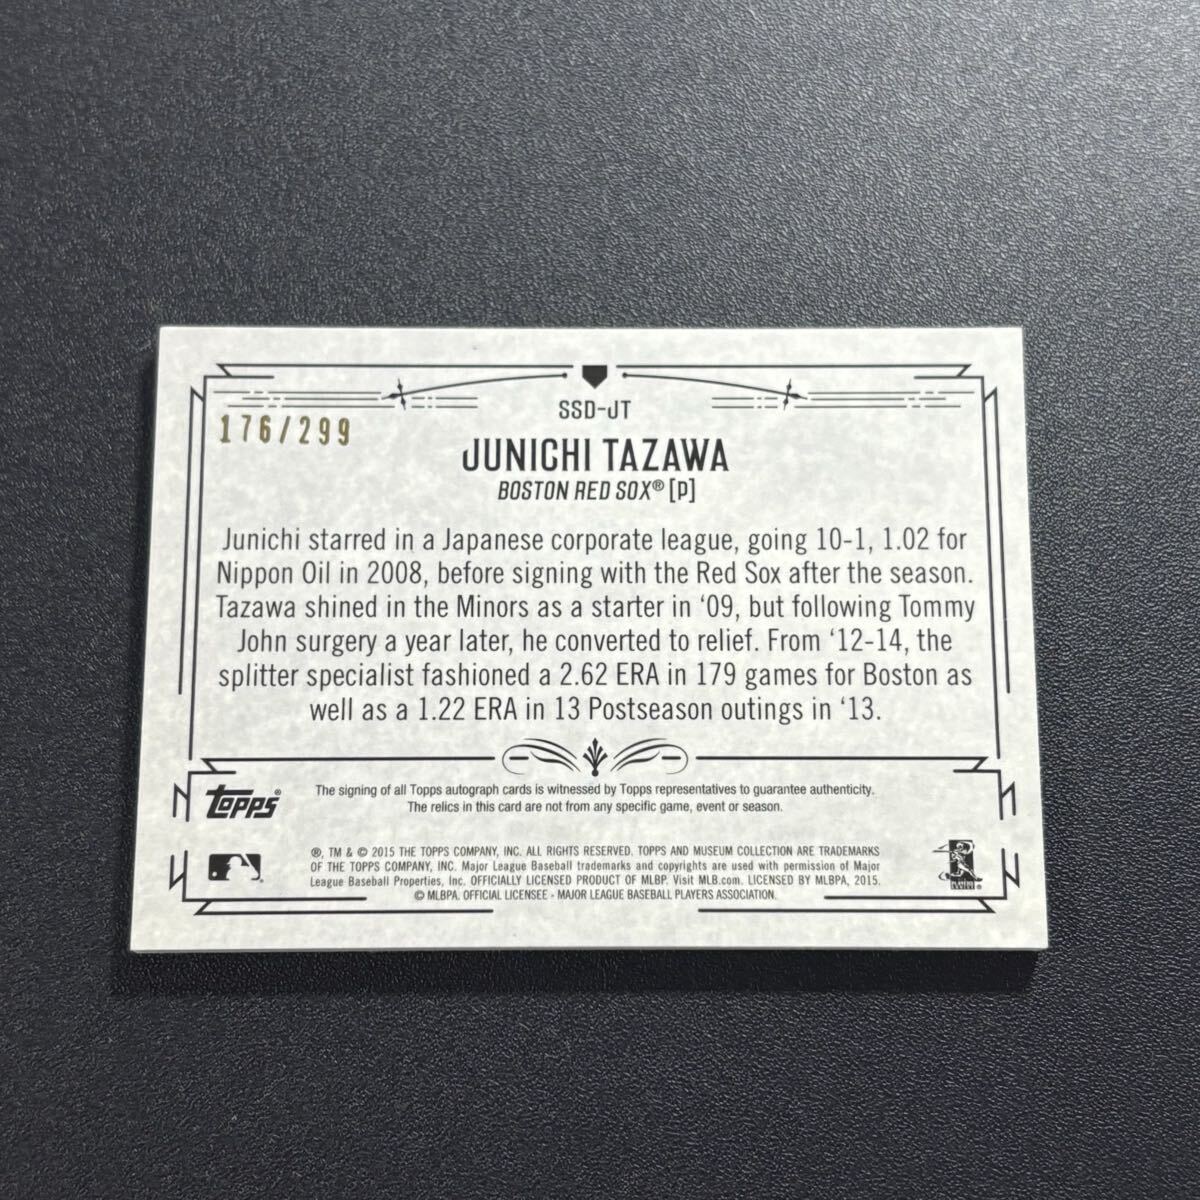 SSD-JT
176/299
JUNICHI TAZAWA
BOSTON RED SOX® [P]
Junichi starred in a Japanese corporate league, going 10-1, 1.02 for
Nippon Oil in 2008, before signing with the Red Sox after the season.
Tazawa shined in the Minors as a starter in ‘09, but following Tommy
John surgery a year later, he converted to relief. From ‘12-14, the
splitter specialist fashioned a 2.62 ERA in 179 games for Boston as
well as a 1.22 ERA in 13 Postseason outings in ‘13.
TOPPS®
The signing of all Topps autograph cards is witnessed by Topps representatives to guarantee authenticity.
The relics in this card are not from any specific game, event or season.
®, TM & © 2015 THE TOPPS COMPANY, INC. ALL RIGHTS RESERVED. TOPPS AND MUSEUM COLLECTION ARE TRADEMARKS
OF THE TOPPS COMPANY, INC. Major League Baseball trademarks and copyrights are used with permission of Major
League Baseball Properties, Inc. OFFICIALLY LICENSED PRODUCT OF MLBP. Visit MLB.com. LICENSED BY MLBPA, 2015.
© MLBPA. OFFICIAL LICENSEE - MAJOR LEAGUE BASEBALL PLAYERS ASSOCIATION.